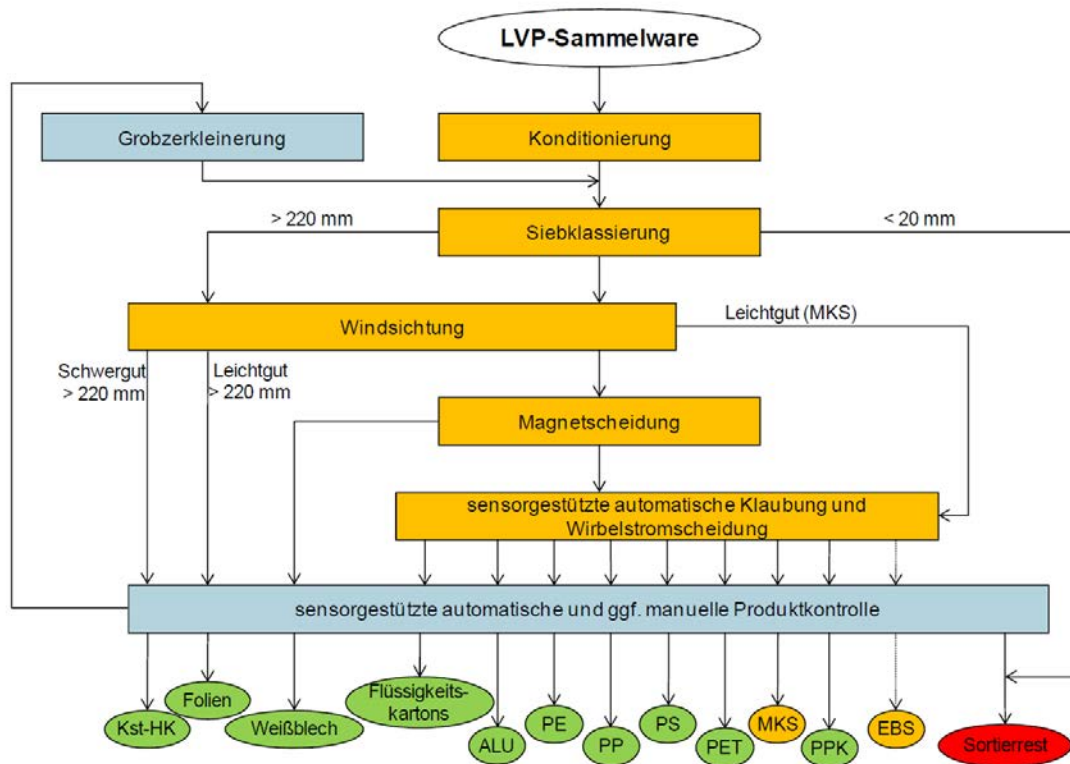 LVP-Sammelware
Grobzerkleinerung
Konditionierung
> 220 mm
Siebklassierung
< 20 mm
Windsichtung
Leichtgut (MKS)
Schwergut
> 220 mm
Leichtgut
> 220 mm
Magnetscheidung
sensorgestützte automatische Klaubung und
Wirbelstromscheidung
sensorgestützte automatische und ggf. manuelle Produktkontrolle
Kst-HK
Folien
Weißblech
Flüssigkeits-
kartons
ALU
PE
PP
PS
PET
MKS
PPK
EBS
Sortierrest